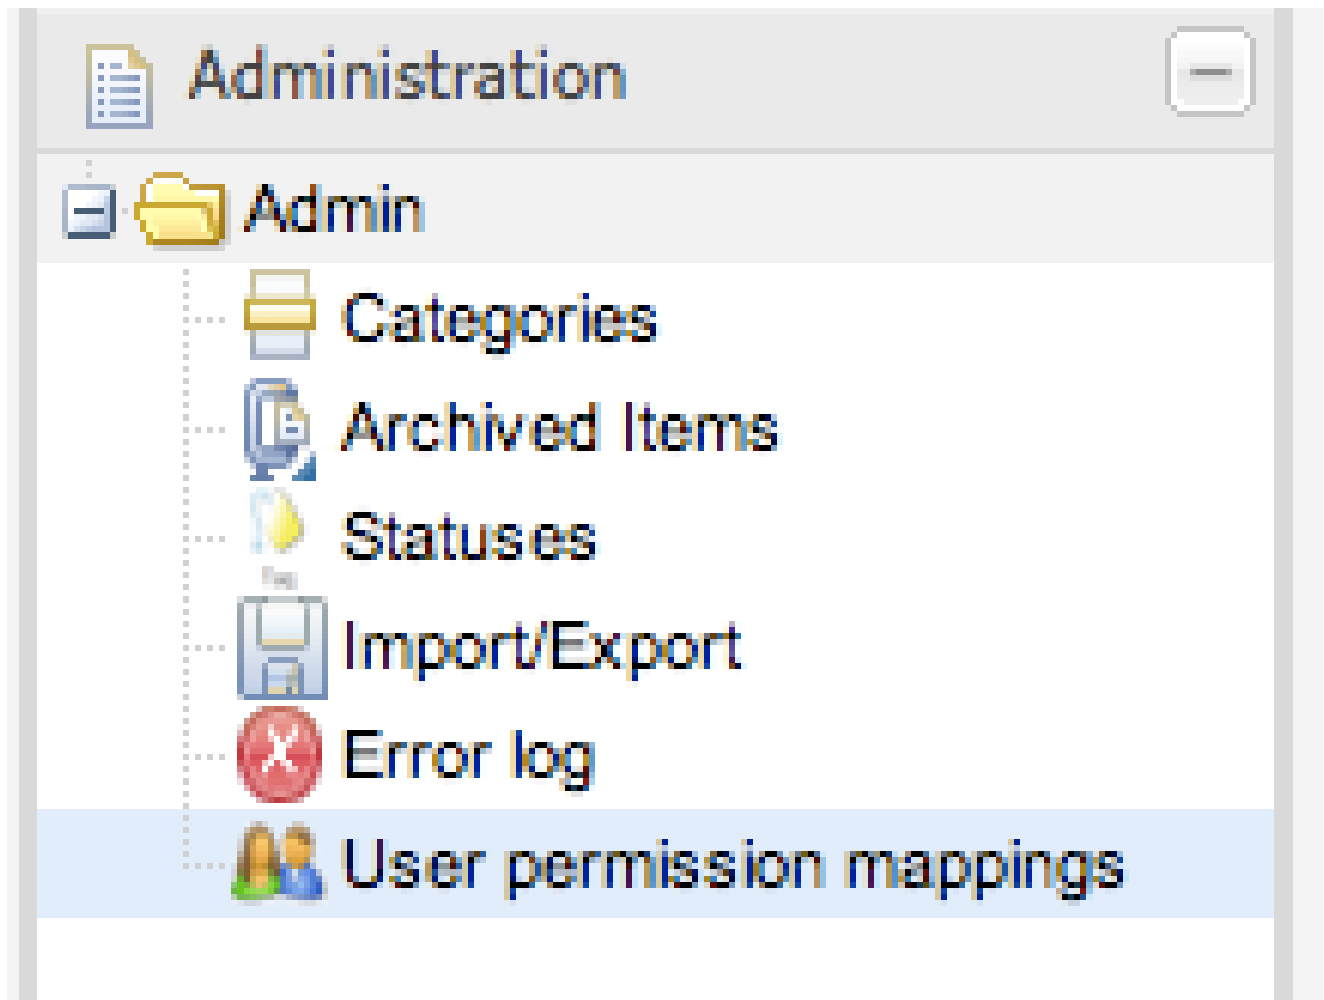 Administration
Admin
Categories
Archived Items
Statuses
Import/Export
Error log
User permission mappings